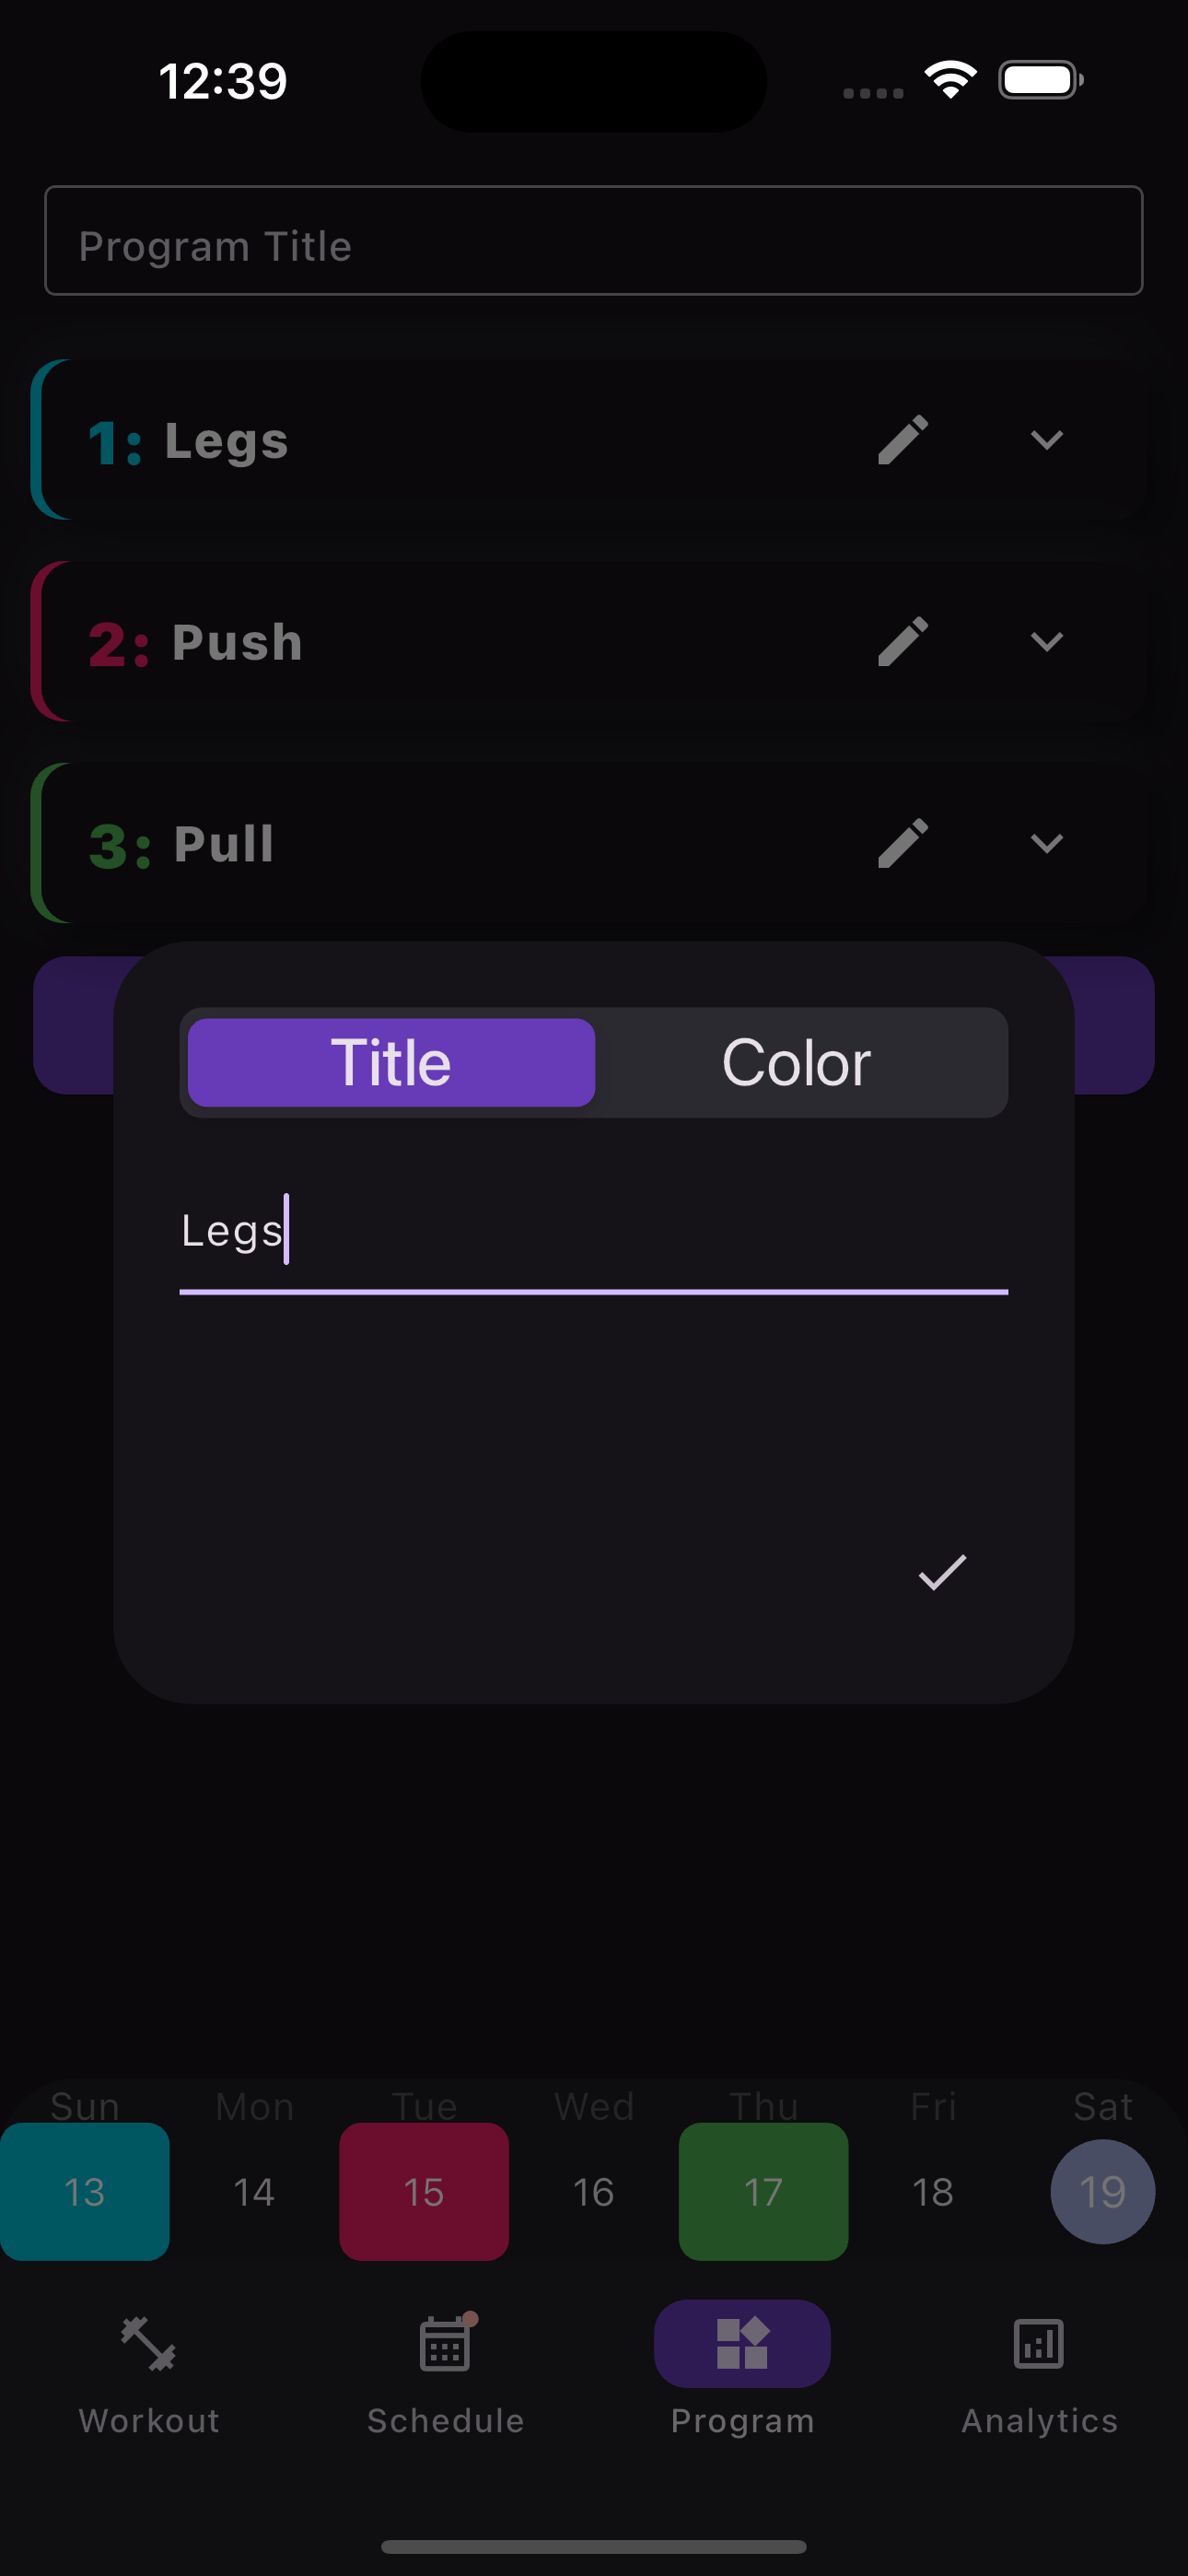 12:39
Program Title
1: Legs
2: Push
3: Pull
Title Color
Legs
Sun Mon Tue Wed Thu Fri Sat
13 14 15 16 17 18 19
Workout Schedule Program Analytics